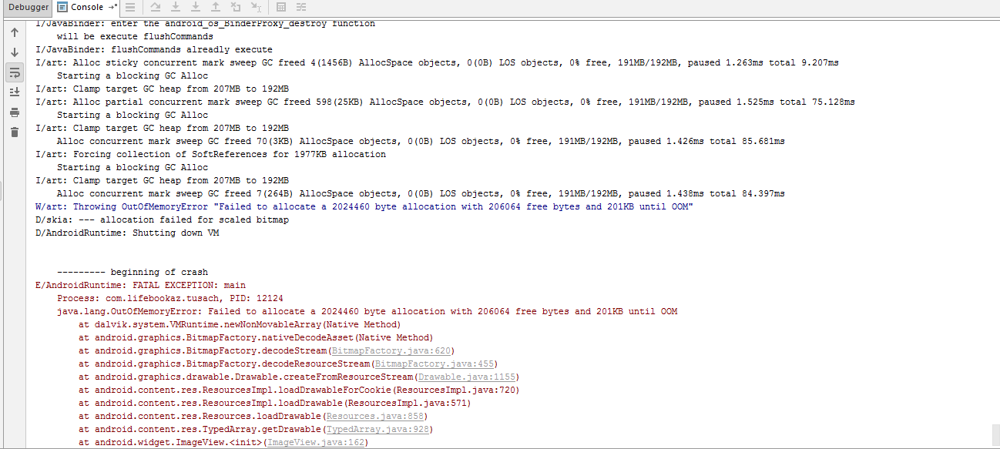 Debugger Console
I/JavaBinder: enter the android_os_BinderProxy_destroy function
will be execute flushCommands
I/JavaBinder: flushCommands alreadly execute
I/art: Alloc sticky concurrent mark sweep GC freed 4(1456B) AllocSpace objects, 0(0B) LOS objects, 0% free, 191MB/192MB, paused 1.263ms total 9.207ms
Starting a blocking GC Alloc
I/art: Clamp target GC heap from 207MB to 192MB
I/art: Alloc partial concurrent mark sweep GC freed 598(25KB) AllocSpace objects, 0(0B) LOS objects, 0% free, 191MB/192MB, paused 1.525ms total 75.128ms
Starting a blocking GC Alloc
I/art: Clamp target GC heap from 207MB to 192MB
Alloc concurrent mark sweep GC freed 70(3KB) AllocSpace objects, 0(0B) LOS objects, 0% free, 191MB/192MB, paused 1.426ms total 85.681ms
I/art: Forcing collection of SoftReferences for 1977KB allocation
Starting a blocking GC Alloc
I/art: Clamp target GC heap from 207MB to 192MB
Alloc concurrent mark sweep GC freed 7(264B) AllocSpace objects, 0(0B) LOS objects, 0% free, 191MB/192MB, paused 1.438ms total 84.397ms
W/art: Throwing OutOfMemoryError "Failed to allocate a 2024460 byte allocation with 206064 free bytes and 201KB until OOM"
D/skia: --- allocation failed for scaled bitmap
D/AndroidRuntime: Shutting down VM
--------- beginning of crash
E/AndroidRuntime: FATAL EXCEPTION: main
Process: com.lifebookaz.tusach, PID: 12124
java.lang.OutOfMemoryError: Failed to allocate a 2024460 byte allocation with 206064 free bytes and 201KB until OOM
at dalvik.system.VMRuntime.newNonMovableArray(Native Method)
at android.graphics.BitmapFactory.nativeDecodeAsset(Native Method)
at android.graphics.BitmapFactory.decodeStream(BitmapFactory.java:620)
at android.graphics.BitmapFactory.decodeResourceStream(BitmapFactory.java:455)
at android.graphics.drawable.Drawable.createFromResourceStream(Drawable.java:1155)
at android.content.res.ResourcesImpl.loadDrawableForCookie(ResourcesImpl.java:720)
at android.content.res.ResourcesImpl.loadDrawable(ResourcesImpl.java:571)
at android.content.res.Resources.loadDrawable(Resources.java:858)
at android.content.res.TypedArray.getDrawable(TypedArray.java:928)
at android.widget.ImageView.<init>(ImageView.java:162)